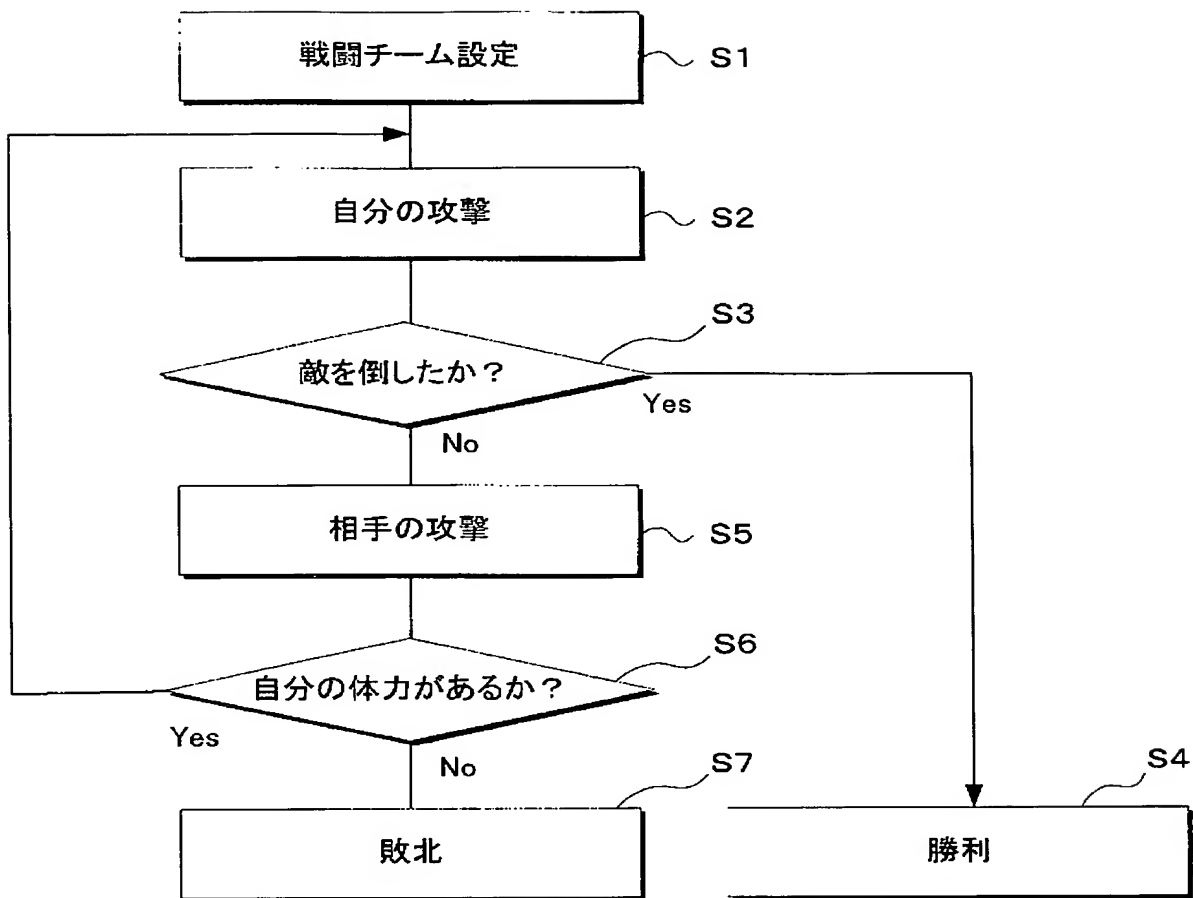 戦闘チーム設定
S1
自分の攻撃
S2
S3
敵を倒したか？
Yes
No
相手の攻撃
S5
S6
自分の体力があるか？
Yes
No
S7
S4
敗北
勝利